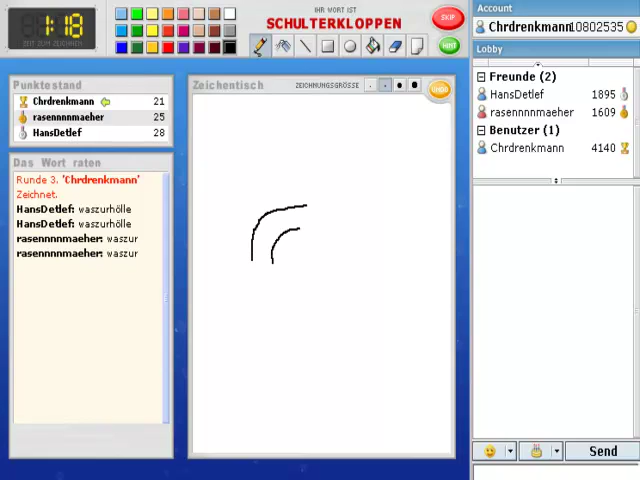 1:18
ZEIT ZUM ZEICHNEN
IHR WORT IST
SCHULTERKLOPPEN
SKIP
HINT
Account
Chrdrenkmann 10802535
Lobby
Freunde (2)
HansDetlef 1895
rasennnnmaeher 1609
Benutzer (1)
Chrdrenkmann 4140
Punktestand
Chrdrenkmann 21
rasennnnmaeher 25
HansDetlef 28
Das Wort raten
Runde 3. 'Chrdrenkmann'
Zeichnet.
HansDetlef: waszurhölle
HansDetlef: waszurhölle
rasennnnmaeher: waszur
rasennnnmaeher: waszur
Zeichentisch
ZEICHNUNGSGRÖSSE
UNDO
Send